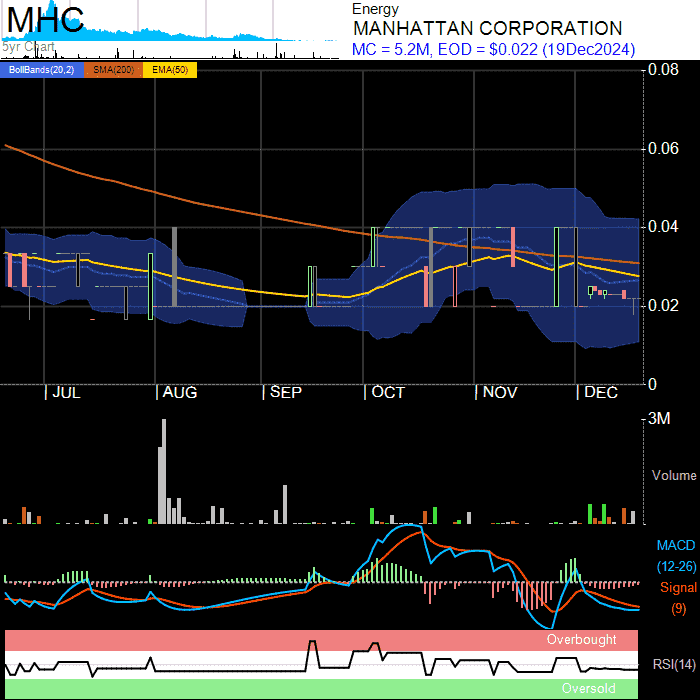 MHC
5yr Chart
Energy
MANHATTAN CORPORATION
MC = 5.2M, EOD = $0.022 (19Dec2024)
BollBands(20,2) SMA(200) EMA(50)
0.08
0.06
0.04
0.02
0
JUL AUG SEP OCT NOV DEC
3M
Volume
MACD
(12-26)
Signal
(9)
Overbought
RSI(14)
Oversold